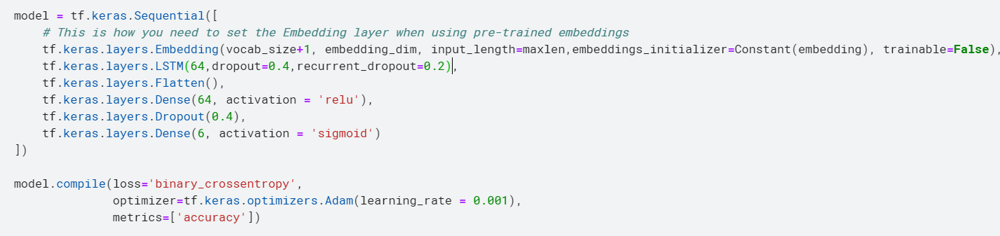 model = tf.keras.Sequential([
    # This is how you need to set the Embedding layer when using pre-trained embeddings
    tf.keras.layers.Embedding(vocab_size+1, embedding_dim, input_length=maxlen,embeddings_initializer=Constant(embedding), trainable=False),
    tf.keras.layers.LSTM(64,dropout=0.4,recurrent_dropout=0.2),
    tf.keras.layers.Flatten(),
    tf.keras.layers.Dense(64, activation = 'relu'),
    tf.keras.layers.Dropout(0.4),
    tf.keras.layers.Dense(6, activation = 'sigmoid')
])

model.compile(loss='binary_crossentropy',
              optimizer=tf.keras.optimizers.Adam(learning_rate = 0.001),
              metrics=['accuracy'])